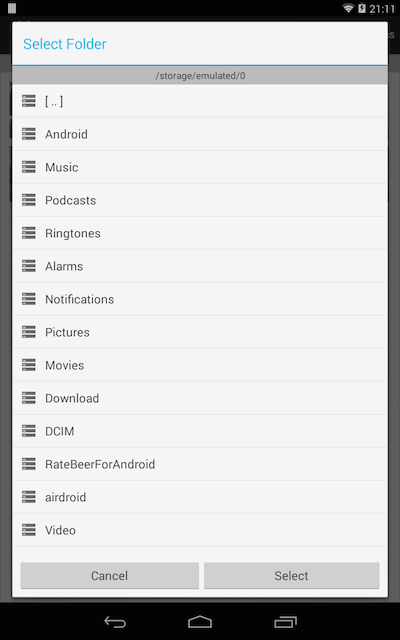 21:11
Select Folder
/storage/emulated/0
[ .. ]
Android
Music
Podcasts
Ringtones
Alarms
Notifications
Pictures
Movies
Download
DCIM
RateBeerForAndroid
airdroid
Video
Cancel
Select